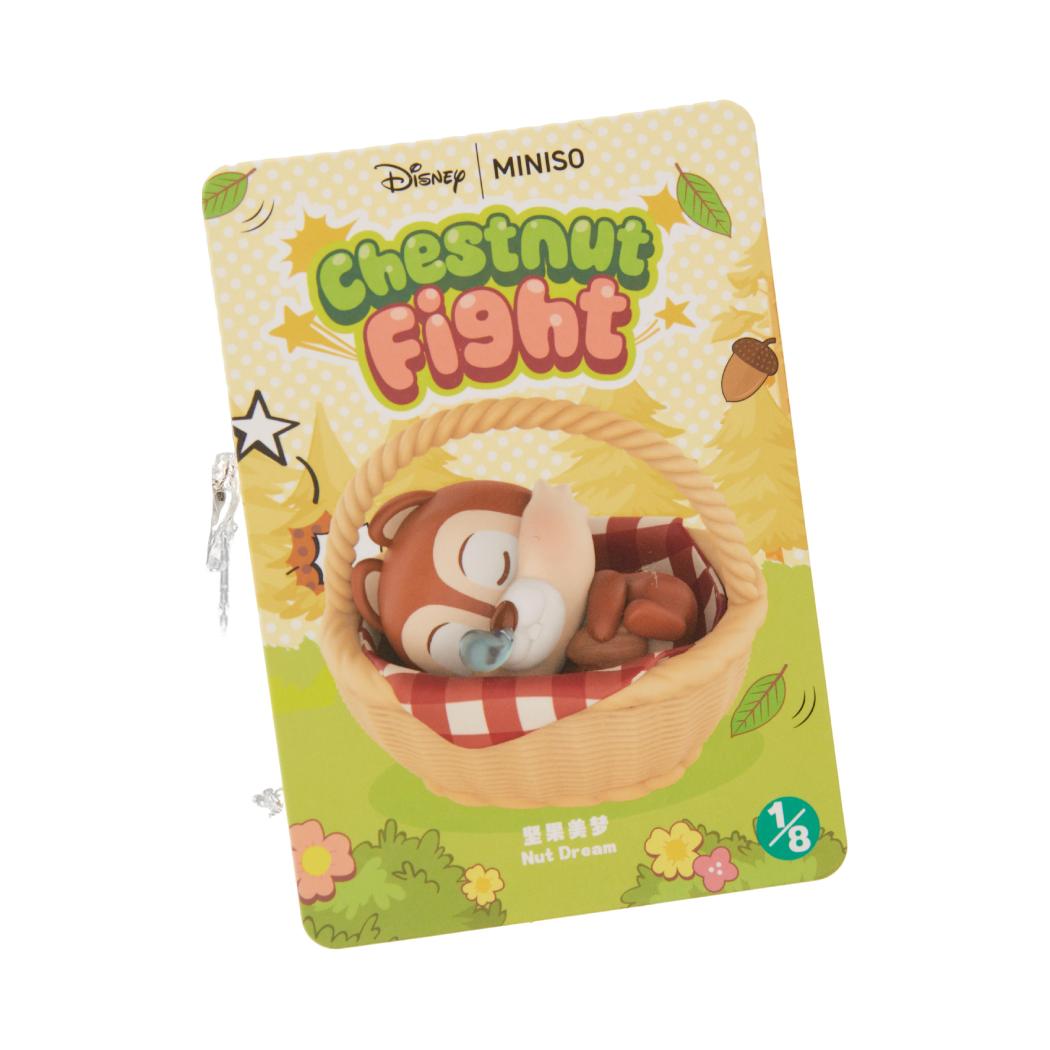 Disney | MINISO
Chestnut
Fight
坚果美梦
Nut Dream
1/8